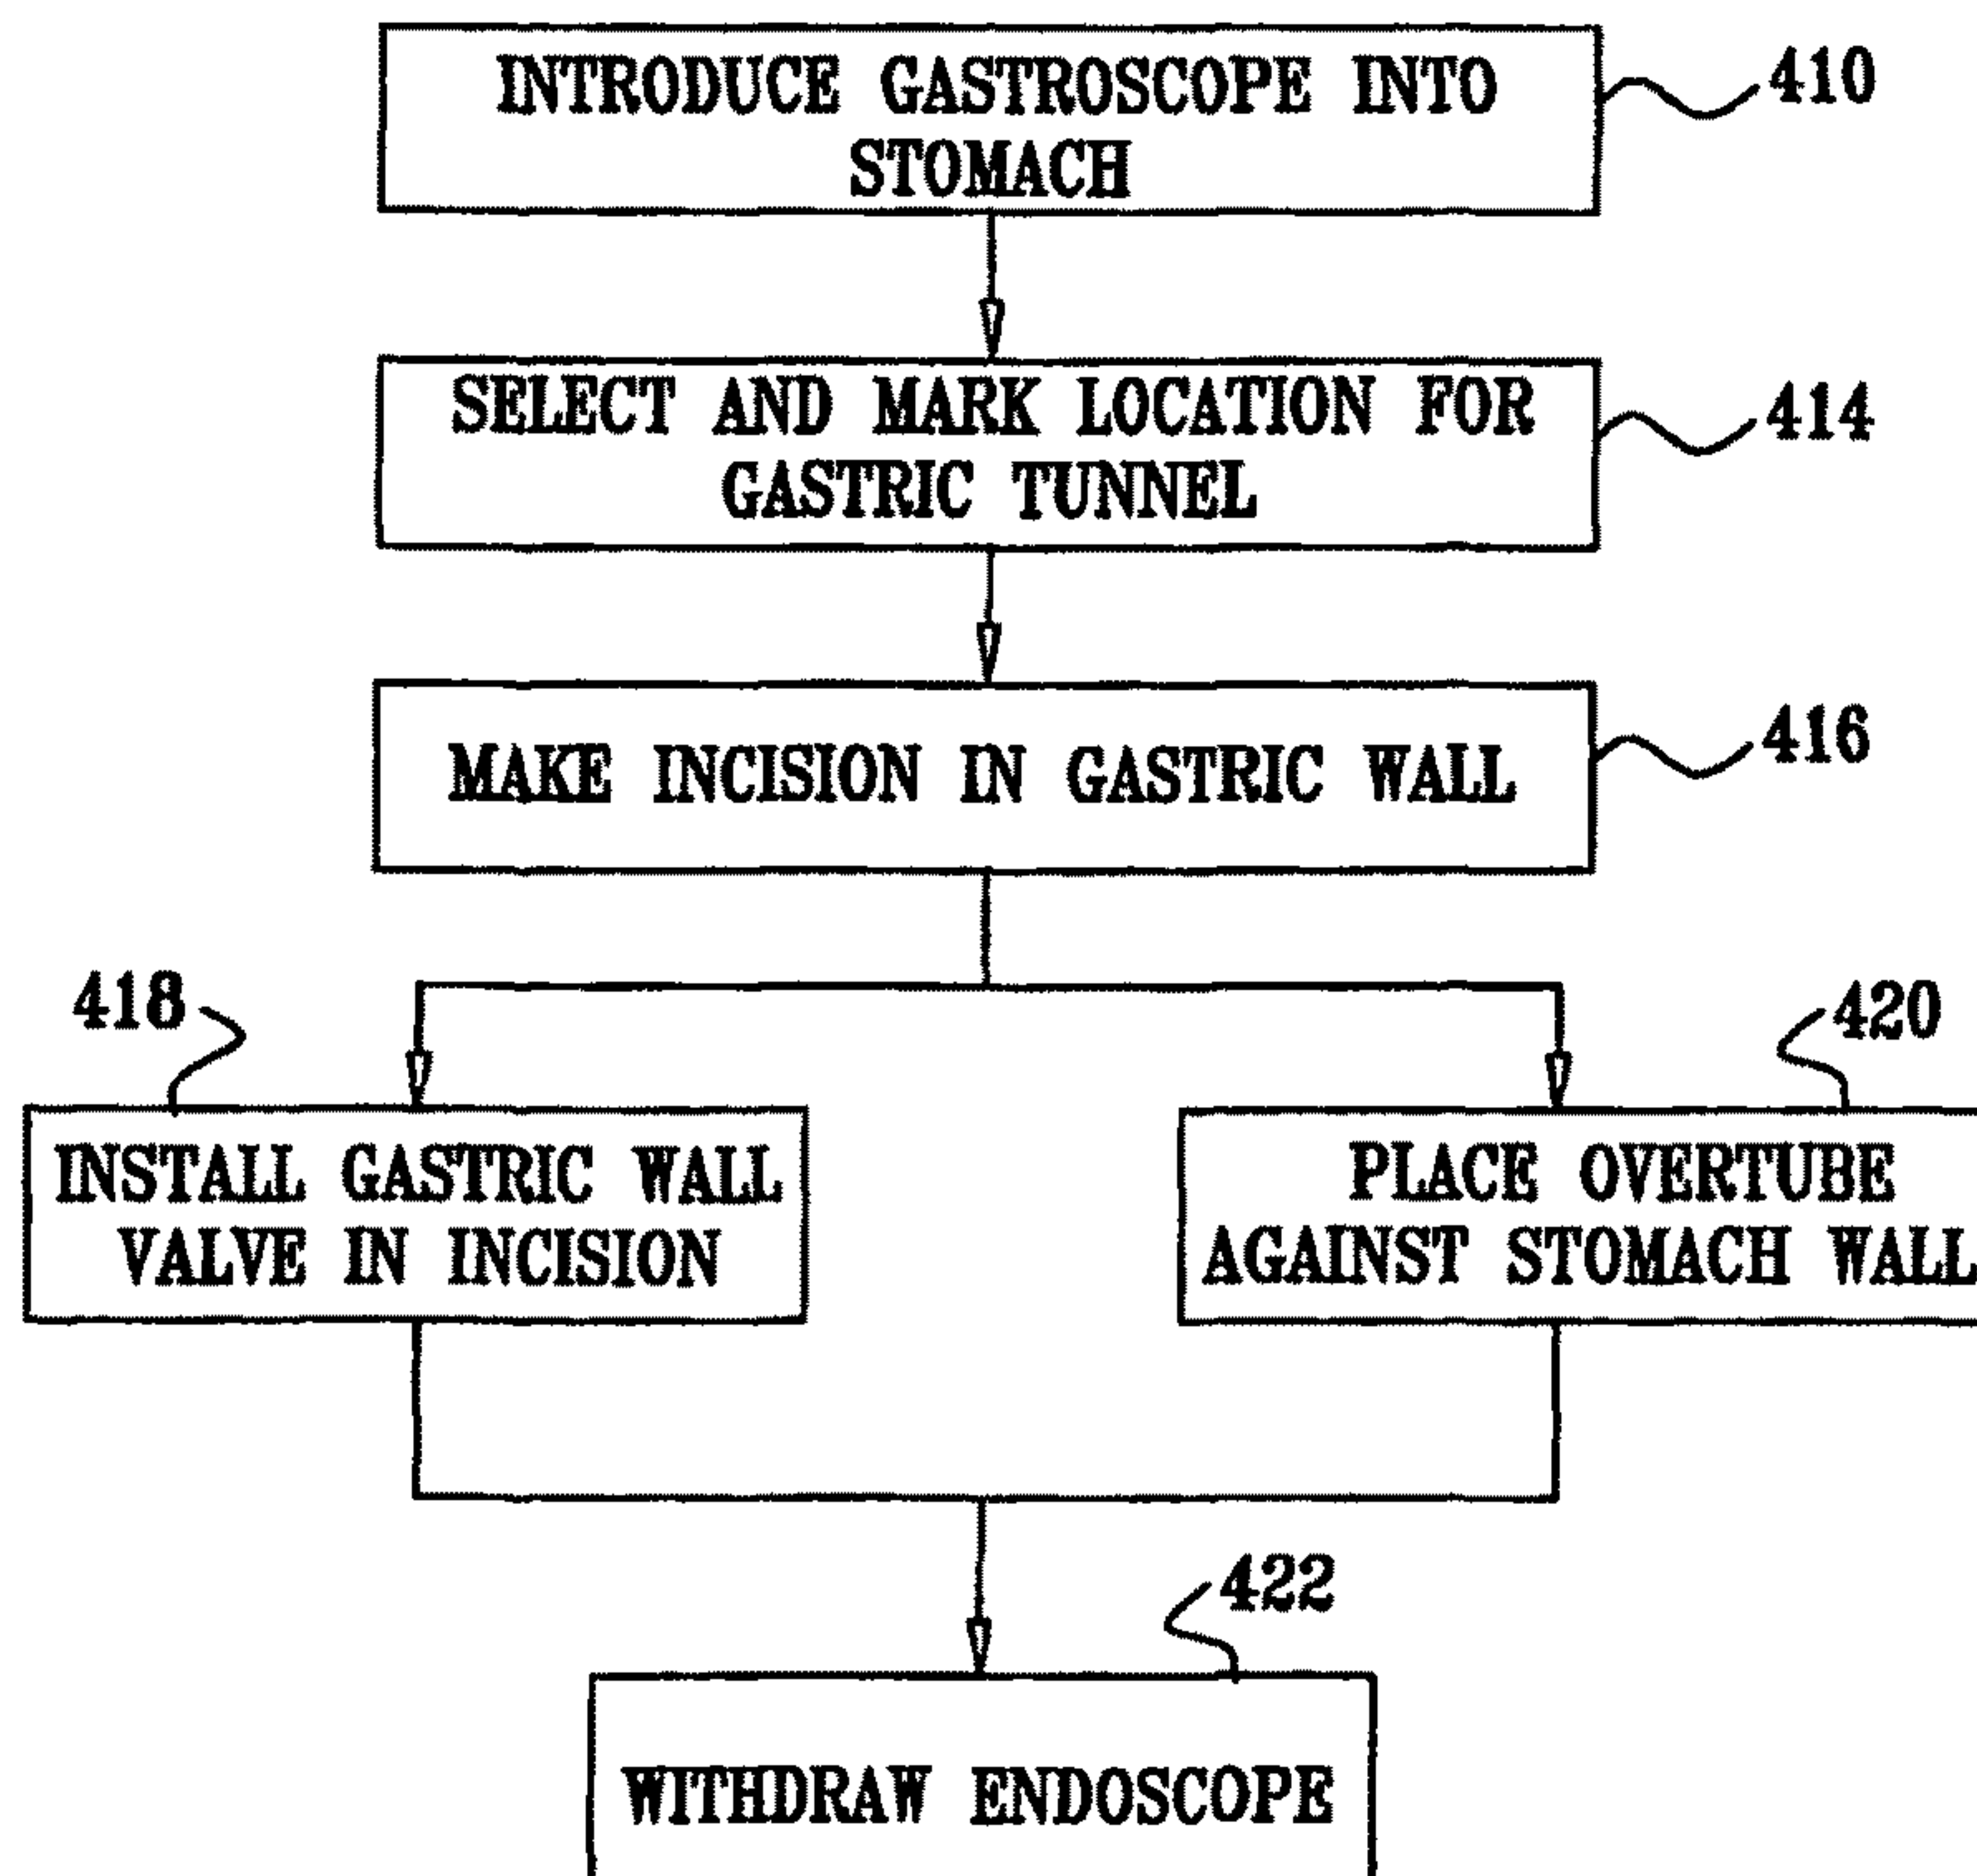 INTRODUCE GASTROSCOPE INTO
STOMACH
410
SELECT AND MARK LOCATION FOR
GASTRIC TUNNEL
414
MAKE INCISION IN GASTRIC WALL
416
418
420
INSTALL GASTRIC WALL
VALVE IN INCISION
PLACE OVERTUBE
AGAINST STOMACH WALL
422
WITHDRAW ENDOSCOPE